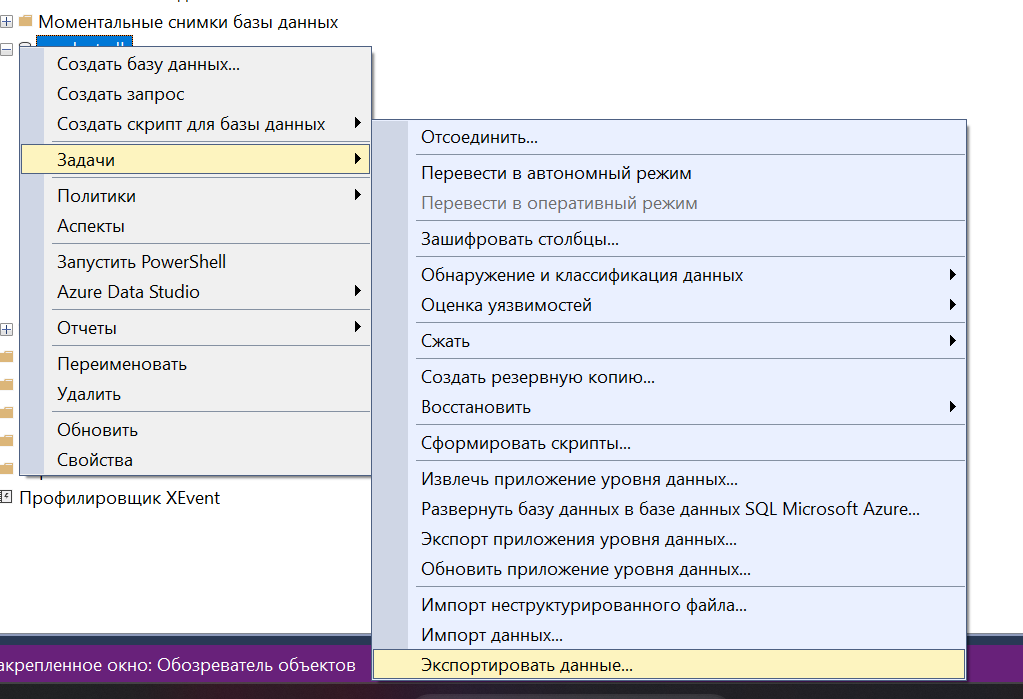 Моментальные снимки базы данных
Создать базу данных...
Создать запрос
Создать скрипт для базы данных
Задачи
Политики
Аспекты
Запустить PowerShell
Azure Data Studio
Отчеты
Переименовать
Удалить
Обновить
Свойства
Отсоединить...
Перевести в автономный режим
Перевести в оперативный режим
Зашифровать столбцы...
Обнаружение и классификация данных
Оценка уязвимостей
Сжать
Создать резервную копию...
Восстановить
Сформировать скрипты...
Извлечь приложение уровня данных...
Развернуть базу данных в базе данных SQL Microsoft Azure...
Экспорт приложения уровня данных...
Обновить приложение уровня данных...
Импорт неструктурированного файла...
Импорт данных...
Экспортировать данные...
Профилировщик XEvent
акрепленное окно: Обозреватель объектов